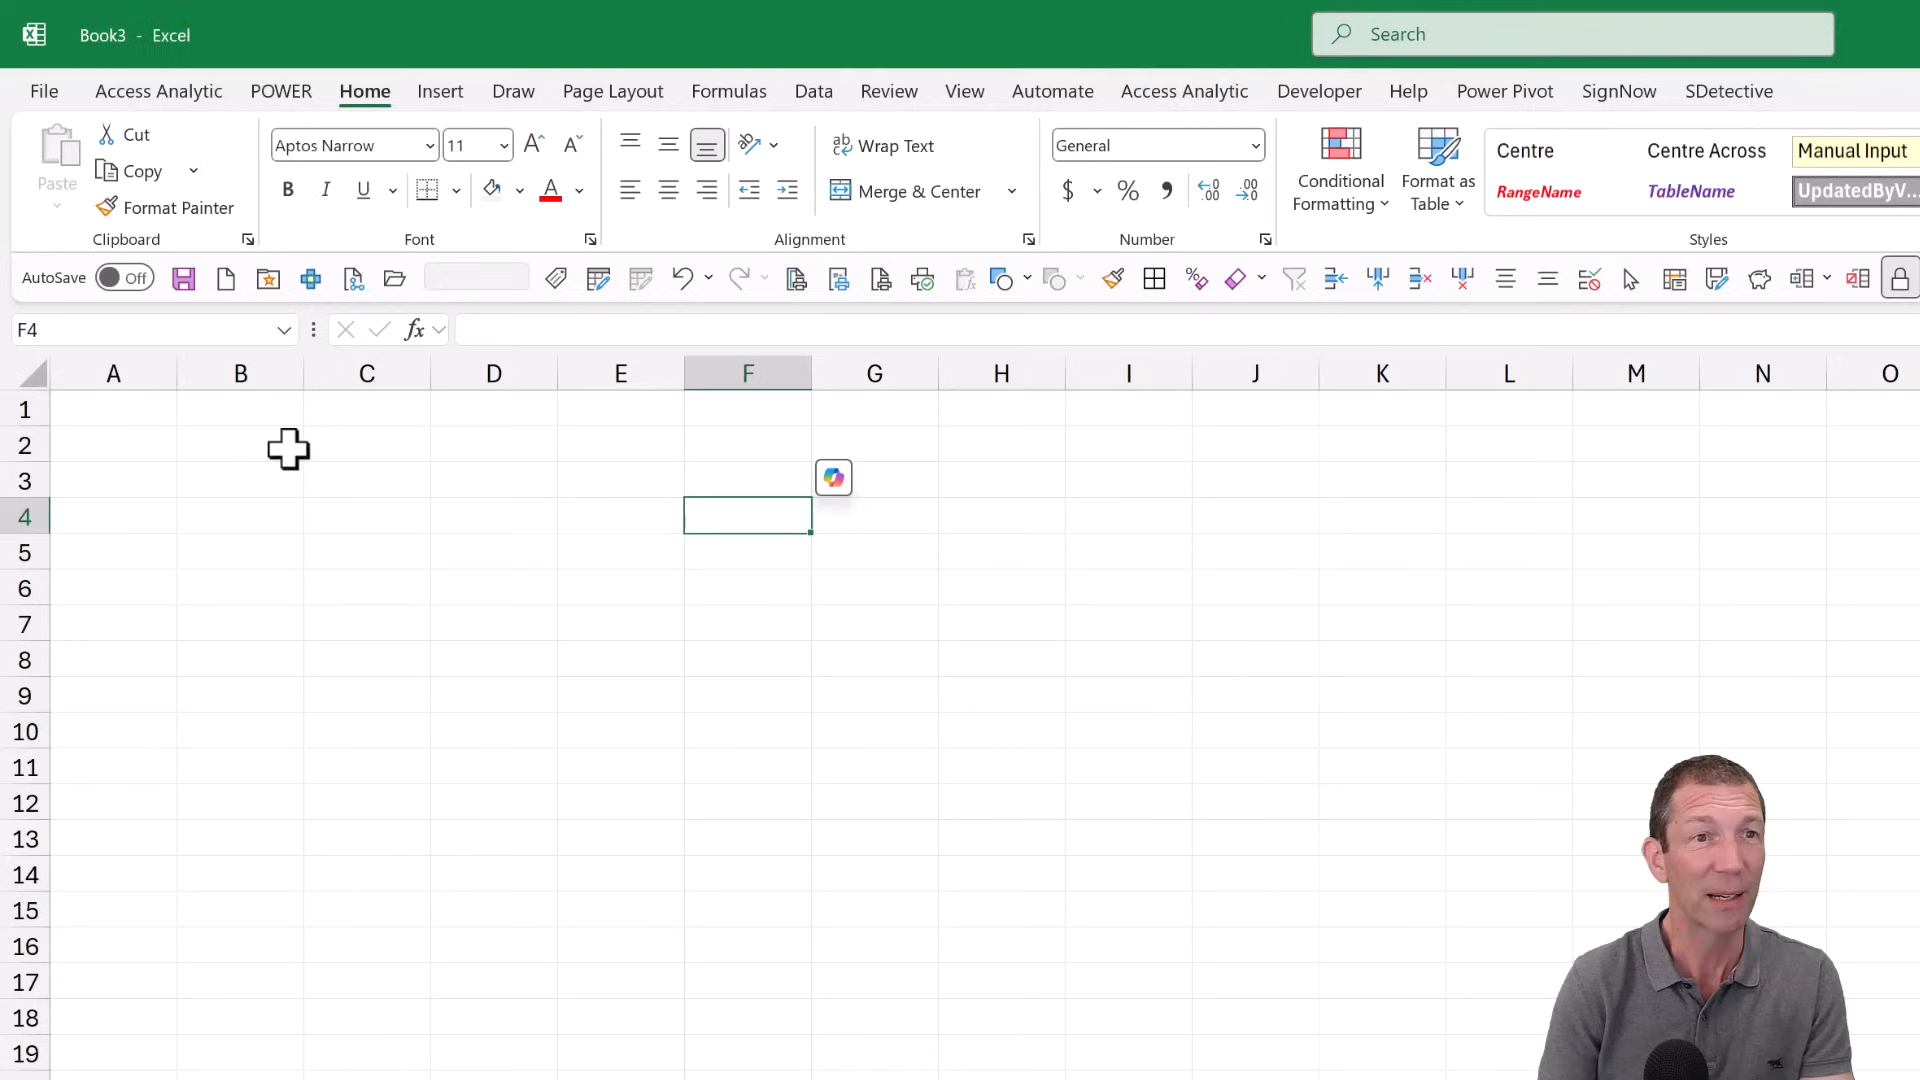 Book3 - Excel
Search
File Access Analytic POWER Home Insert Draw Page Layout Formulas Data Review View Automate Access Analytic Developer Help Power Pivot SignNow SDetective
Paste
Cut
Copy
Format Painter
Clipboard
Aptos Narrow 11
Font
Wrap Text
Merge & Center
Alignment
General
Number
Conditional
Formatting
Format as
Table
Centre Centre Across Manual Input
RangeName TableName UpdatedByV...
Styles
AutoSave Off
F4
fx
A B C D E F G H I J K L M N O
1
2
3
4
5
6
7
8
9
10
11
12
13
14
15
16
17
18
19